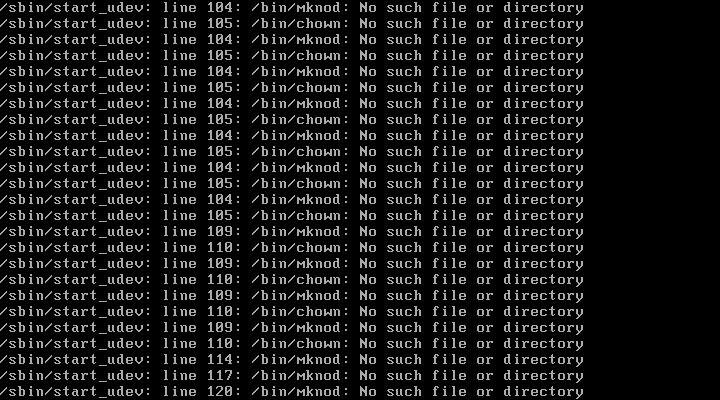 /sbin/start_udev: line 104: /bin/mknod: No such file or directory
/sbin/start_udev: line 105: /bin/chown: No such file or directory
/sbin/start_udev: line 104: /bin/mknod: No such file or directory
/sbin/start_udev: line 105: /bin/chown: No such file or directory
/sbin/start_udev: line 104: /bin/mknod: No such file or directory
/sbin/start_udev: line 105: /bin/chown: No such file or directory
/sbin/start_udev: line 104: /bin/mknod: No such file or directory
/sbin/start_udev: line 105: /bin/chown: No such file or directory
/sbin/start_udev: line 104: /bin/mknod: No such file or directory
/sbin/start_udev: line 105: /bin/chown: No such file or directory
/sbin/start_udev: line 104: /bin/mknod: No such file or directory
/sbin/start_udev: line 105: /bin/chown: No such file or directory
/sbin/start_udev: line 104: /bin/mknod: No such file or directory
/sbin/start_udev: line 105: /bin/chown: No such file or directory
/sbin/start_udev: line 109: /bin/mknod: No such file or directory
/sbin/start_udev: line 110: /bin/chown: No such file or directory
/sbin/start_udev: line 109: /bin/mknod: No such file or directory
/sbin/start_udev: line 110: /bin/chown: No such file or directory
/sbin/start_udev: line 109: /bin/mknod: No such file or directory
/sbin/start_udev: line 110: /bin/chown: No such file or directory
/sbin/start_udev: line 109: /bin/mknod: No such file or directory
/sbin/start_udev: line 110: /bin/chown: No such file or directory
/sbin/start_udev: line 114: /bin/mknod: No such file or directory
/sbin/start_udev: line 117: /bin/mknod: No such file or directory
/sbin/start_udev: line 120: /bin/mknod: No such file or directory